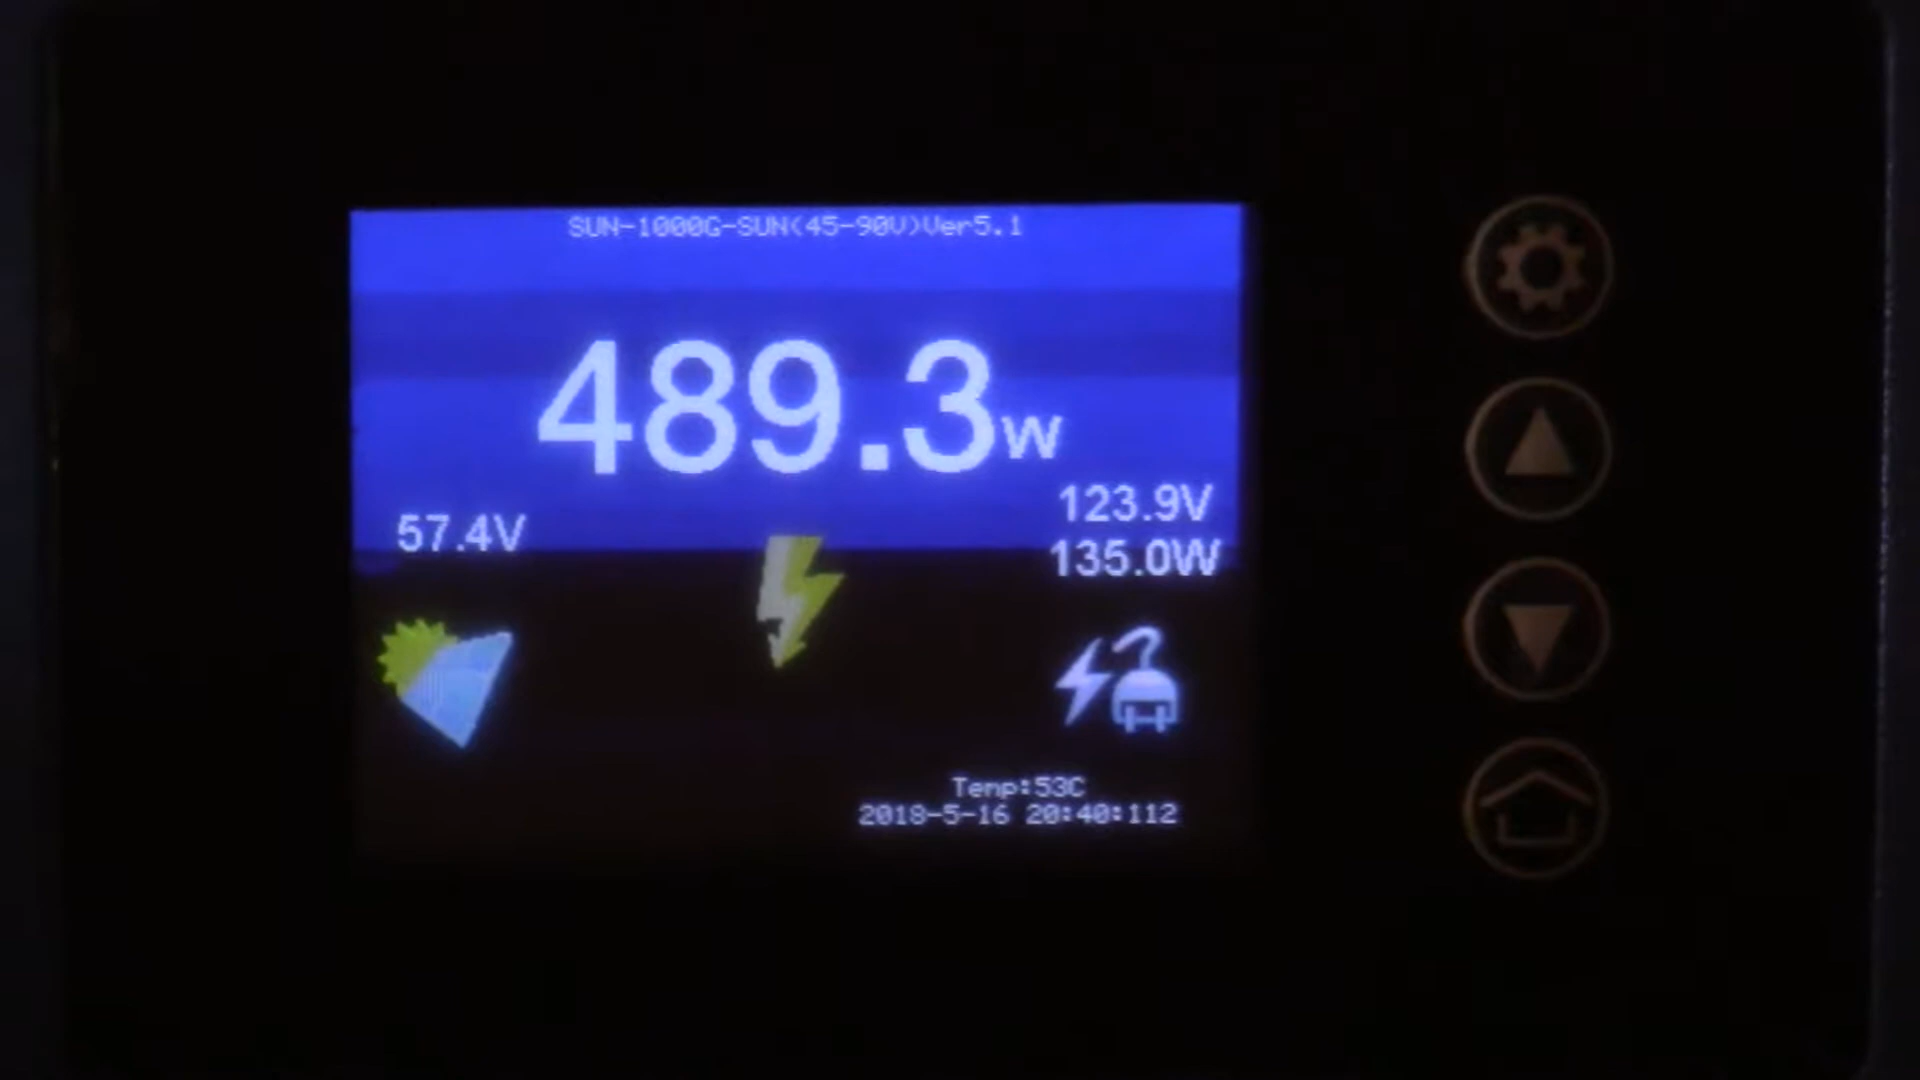 SUN-1000G-SUN(45-90V)Ver5.1
489.3W
57.4V
123.9V
135.0W
Temp:53C
2018-5-16 20:40:112